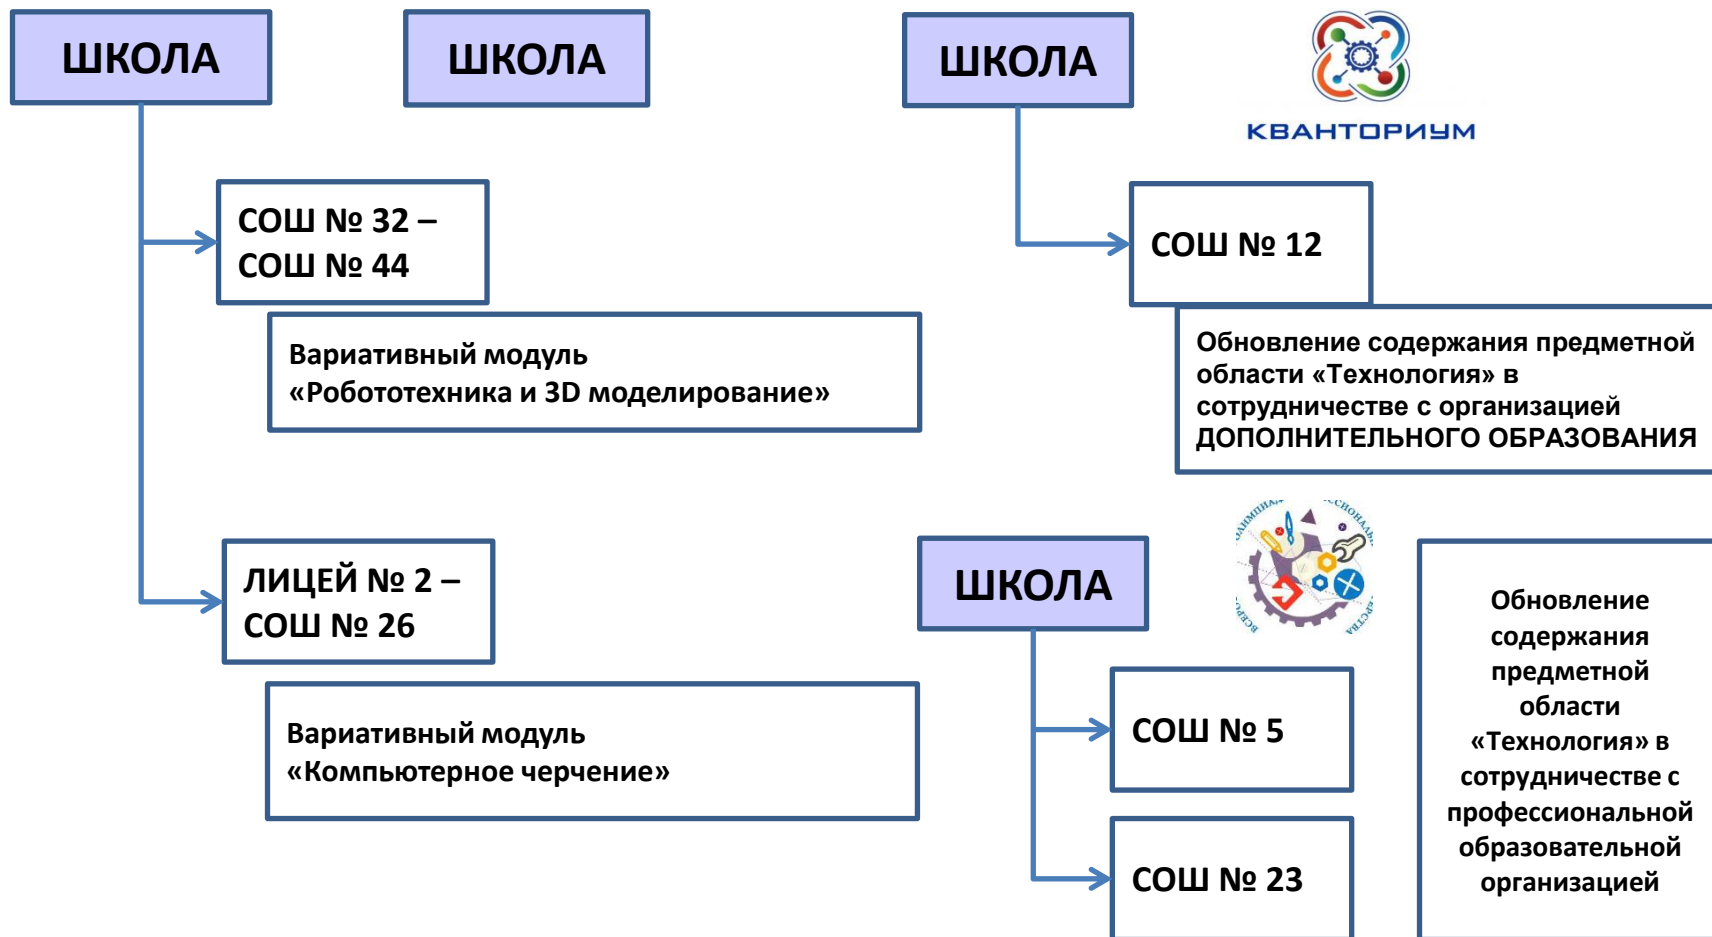 ШКОЛА
ШКОЛА
ШКОЛА
КВАНТОРИУМ
СОШ № 32 –
СОШ № 44
СОШ № 12
Вариативный модуль
«Робототехника и 3D моделирование»
Обновление содержания предметной
области «Технология» в
сотрудничестве с организацией
ДОПОЛНИТЕЛЬНОГО ОБРАЗОВАНИЯ
ЛИЦЕЙ № 2 –
СОШ № 26
Вариативный модуль
«Компьютерное черчение»
ШКОЛА
СОШ № 5
СОШ № 23
Обновление
содержания
предметной
области
«Технология» в
сотрудничестве с
профессиональной
образовательной
организацией